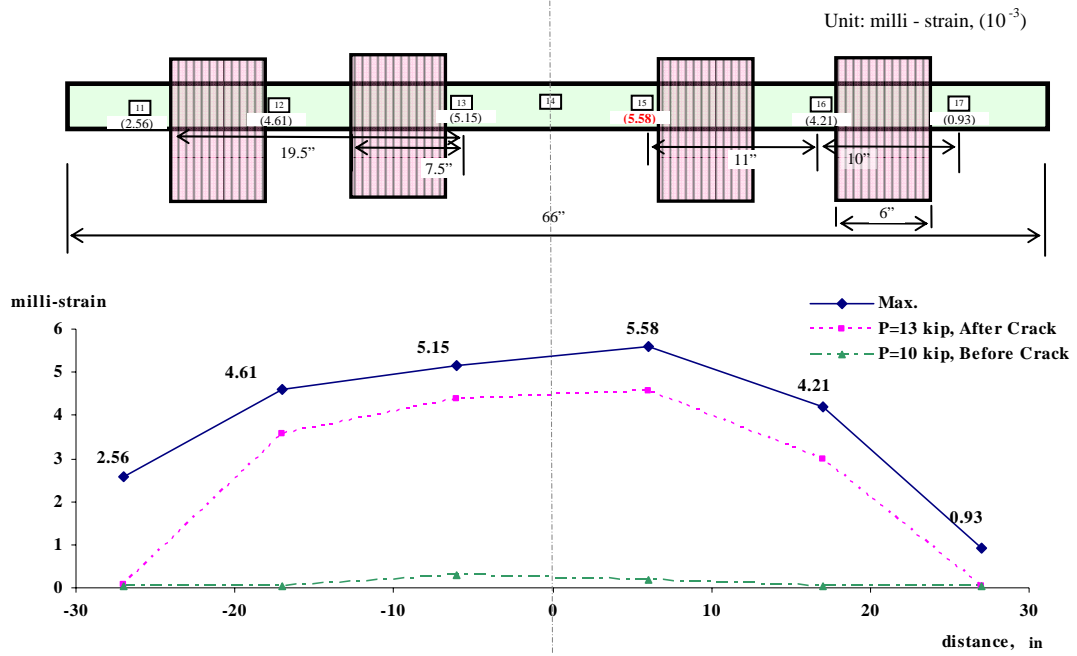 Unit: milli - strain, (10⁻³)
11 12 13 14 15 16 17
(2.56) (4.61) (5.15) (5.58) (4.21) (0.93)
19.5” 7.5” 11” 10”
66” 6”
milli-strain
Max.
P=13 kip, After Crack
P=10 kip, Before Crack
6
5
4
3
2
1
0
2.56 4.61 5.15 5.58 4.21 0.93
-30 -20 -10 0 10 20 30
distance, in